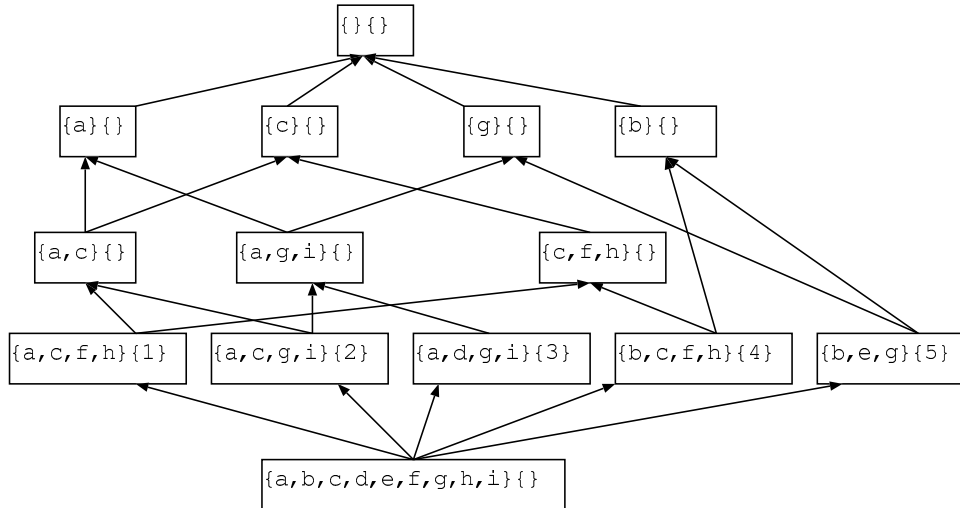 {}{}
{a}{}
{c}{}
{g}{}
{b}{}
{a,c}{}
{a,g,i}{}
{c,f,h}{}
{a,c,f,h}{1}
{a,c,g,i}{2}
{a,d,g,i}{3}
{b,c,f,h}{4}
{b,e,g}{5}
{a,b,c,d,e,f,g,h,i}{}